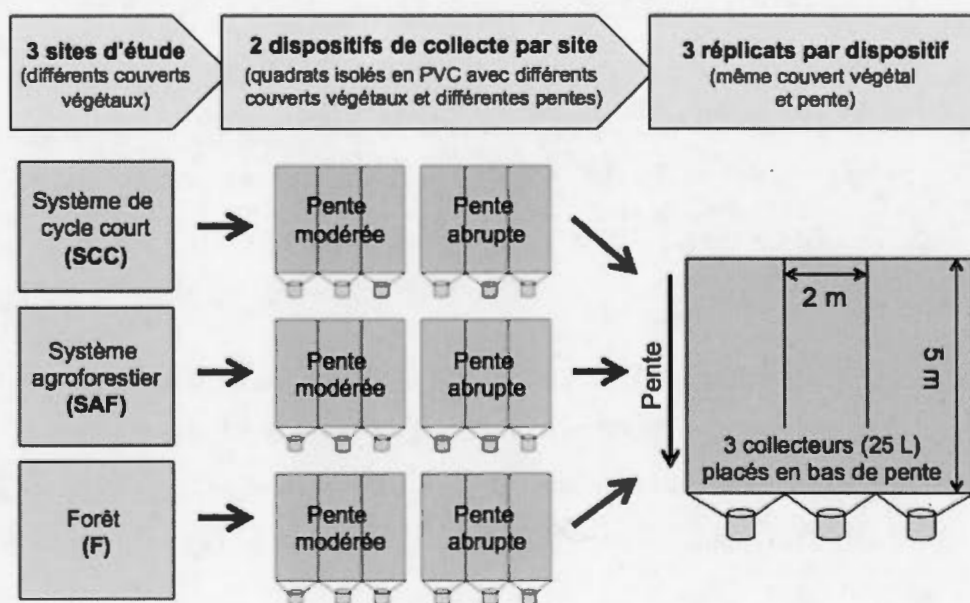 3 sites d'étude
(différents couverts
végétaux)
2 dispositifs de collecte par site
(quadrats isolés en PVC avec différents
couverts végétaux et différentes pentes)
3 réplicats par dispositif
(même couvert végétal
et pente)
Système de
cycle court
(SCC)
Pente
modérée
Pente
abrupte
Système
agroforestier
(SAF)
Pente
modérée
Pente
abrupte
Forêt
(F)
Pente
modérée
Pente
abrupte
Pente
2 m
5 m
3 collecteurs (25 L)
placés en bas de pente